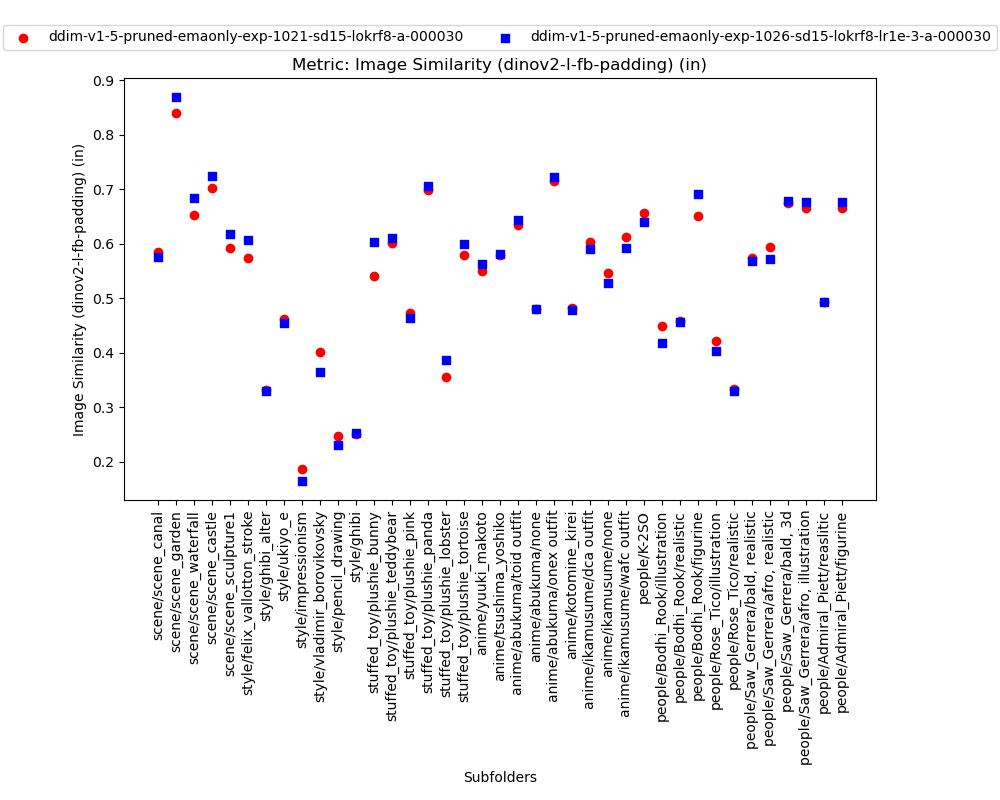 ddim-v1-5-pruned-emaonly-exp-1021-sd15-lokrf8-a-000030
ddim-v1-5-pruned-emaonly-exp-1026-sd15-lokrf8-lr1e-3-a-000030
Metric: Image Similarity (dinov2-l-fb-padding) (in)
Image Similarity (dinov2-l-fb-padding) (in)
0.9
0.8
0.7
0.6
0.5
0.4
0.3
0.2
scene/scene_canal
scene/scene_garden
scene/scene_waterfall
scene/scene_castle
scene/scene_sculpture1
style/felix_vallotton_stroke
style/ghibi_alter
style/ukiyo_e
style/impressionism
style/vladimir_borovikovsky
style/pencil_drawing
style/ghibi
stuffed_toy/plushie_bunny
stuffed_toy/plushie_teddybear
stuffed_toy/plushie_pink
stuffed_toy/plushie_panda
stuffed_toy/plushie_lobster
stuffed_toy/plushie_tortoise
anime/yuuki_makoto
anime/tsushima_yoshiko
anime/abukuma/toid outfit
anime/abukuma/none
anime/abukuma/onex outfit
anime/kotomine_kirei
anime/ikamusume/dca outfit
anime/ikamusume/none
anime/ikamusume/wafc outfit
people/K-2SO
people/Bodhi_Rook/illustration
people/Bodhi_Rook/realistic
people/Bodhi_Rook/figurine
people/Rose_Tico/illustration
people/Rose_Tico/realistic
people/Saw_Gerrera/bald, realistic
people/Saw_Gerrera/afro, realistic
people/Saw_Gerrera/bald, 3d
people/Saw_Gerrera/afro, illustration
people/Admiral_Piett/reaslitic
people/Admiral_Piett/figurine
Subfolders